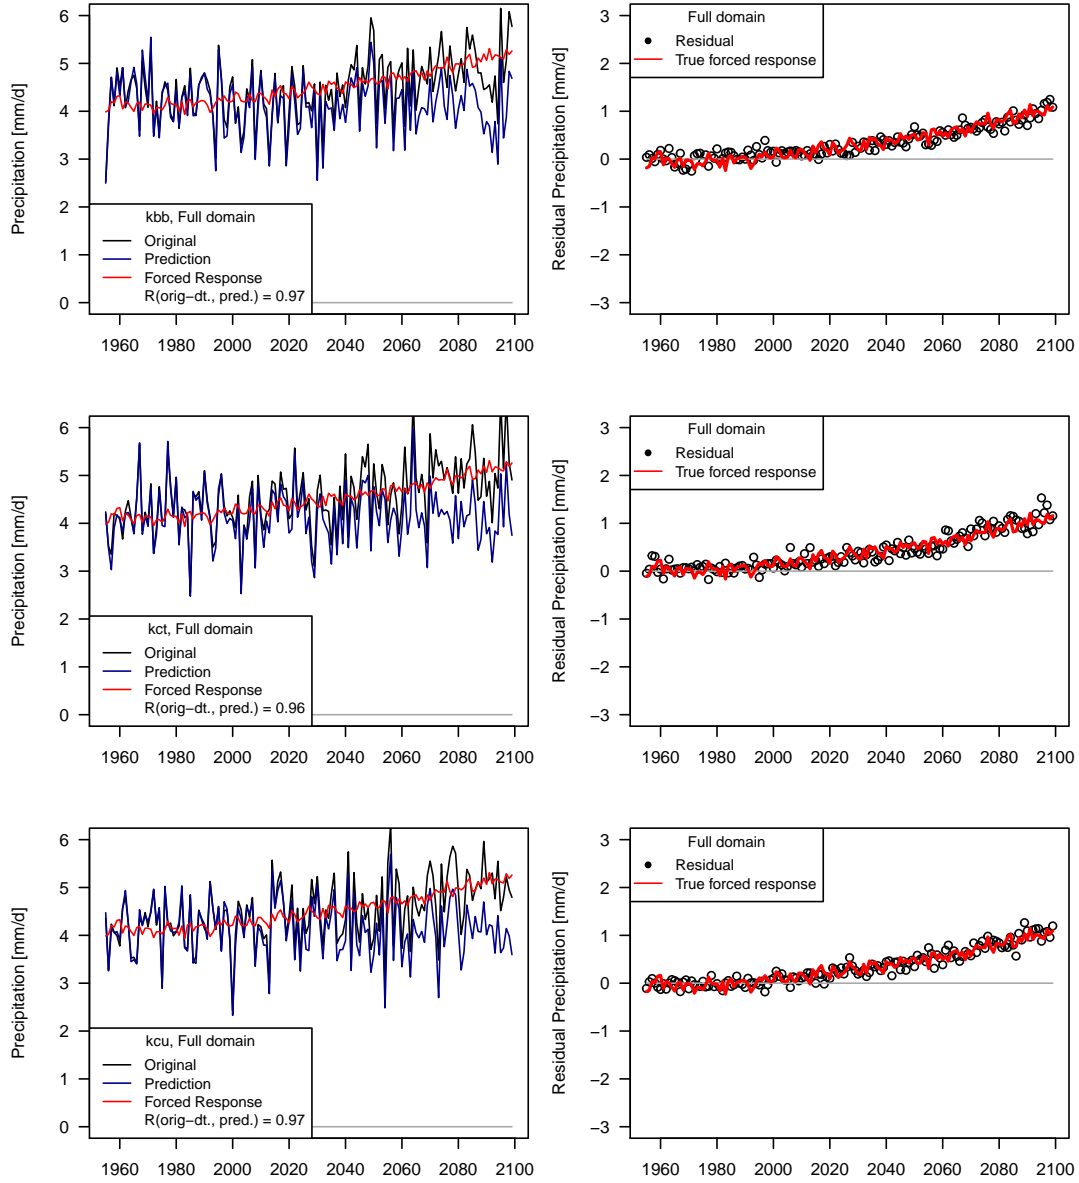 Precipitation [mm/d]
6
5
4
3
2
1
0
kbb, Full domain
Original
Prediction
Forced Response
R(orig−dt., pred.) = 0.97
1960 1980 2000 2020 2040 2060 2080 2100
Residual Precipitation [mm/d]
3
2
1
0
−1
−2
−3
Full domain
Residual
True forced response
1960 1980 2000 2020 2040 2060 2080 2100
Precipitation [mm/d]
6
5
4
3
2
1
0
kct, Full domain
Original
Prediction
Forced Response
R(orig−dt., pred.) = 0.96
1960 1980 2000 2020 2040 2060 2080 2100
Residual Precipitation [mm/d]
3
2
1
0
−1
−2
−3
Full domain
Residual
True forced response
1960 1980 2000 2020 2040 2060 2080 2100
Precipitation [mm/d]
6
5
4
3
2
1
0
kcu, Full domain
Original
Prediction
Forced Response
R(orig−dt., pred.) = 0.97
1960 1980 2000 2020 2040 2060 2080 2100
Residual Precipitation [mm/d]
3
2
1
0
−1
−2
−3
Full domain
Residual
True forced response
1960 1980 2000 2020 2040 2060 2080 2100